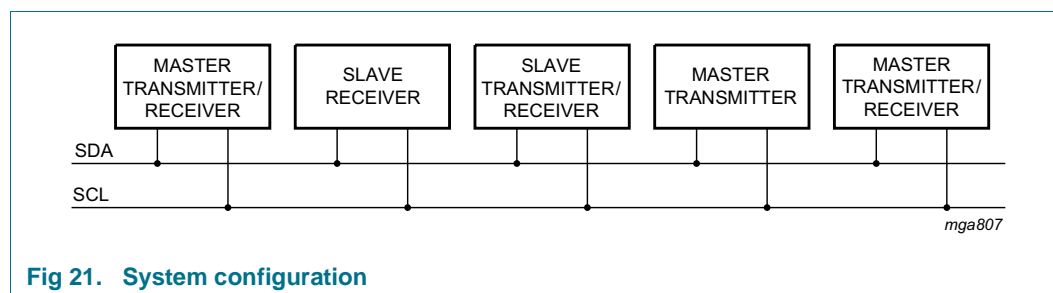 MASTER
TRANSMITTER/
RECEIVER
SLAVE
RECEIVER
SLAVE
TRANSMITTER/
RECEIVER
MASTER
TRANSMITTER
MASTER
TRANSMITTER/
RECEIVER
SDA
SCL
mga807
Fig 21. System configuration